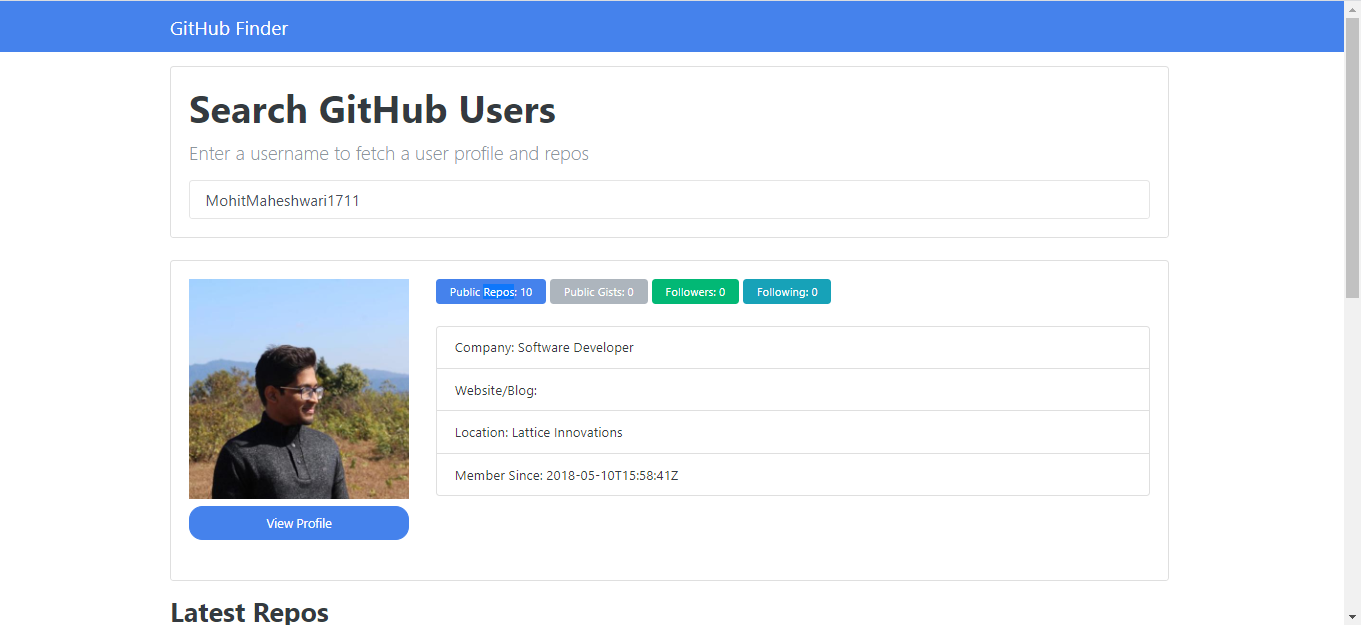 GitHub Finder
Search GitHub Users
Enter a username to fetch a user profile and repos
MohitMaheshwari1711
Public Repos: 10 Public Gists: 0 Followers: 0 Following: 0
Company: Software Developer
Website/Blog:
Location: Lattice Innovations
Member Since: 2018-05-10T15:58:41Z
View Profile
Latest Repos